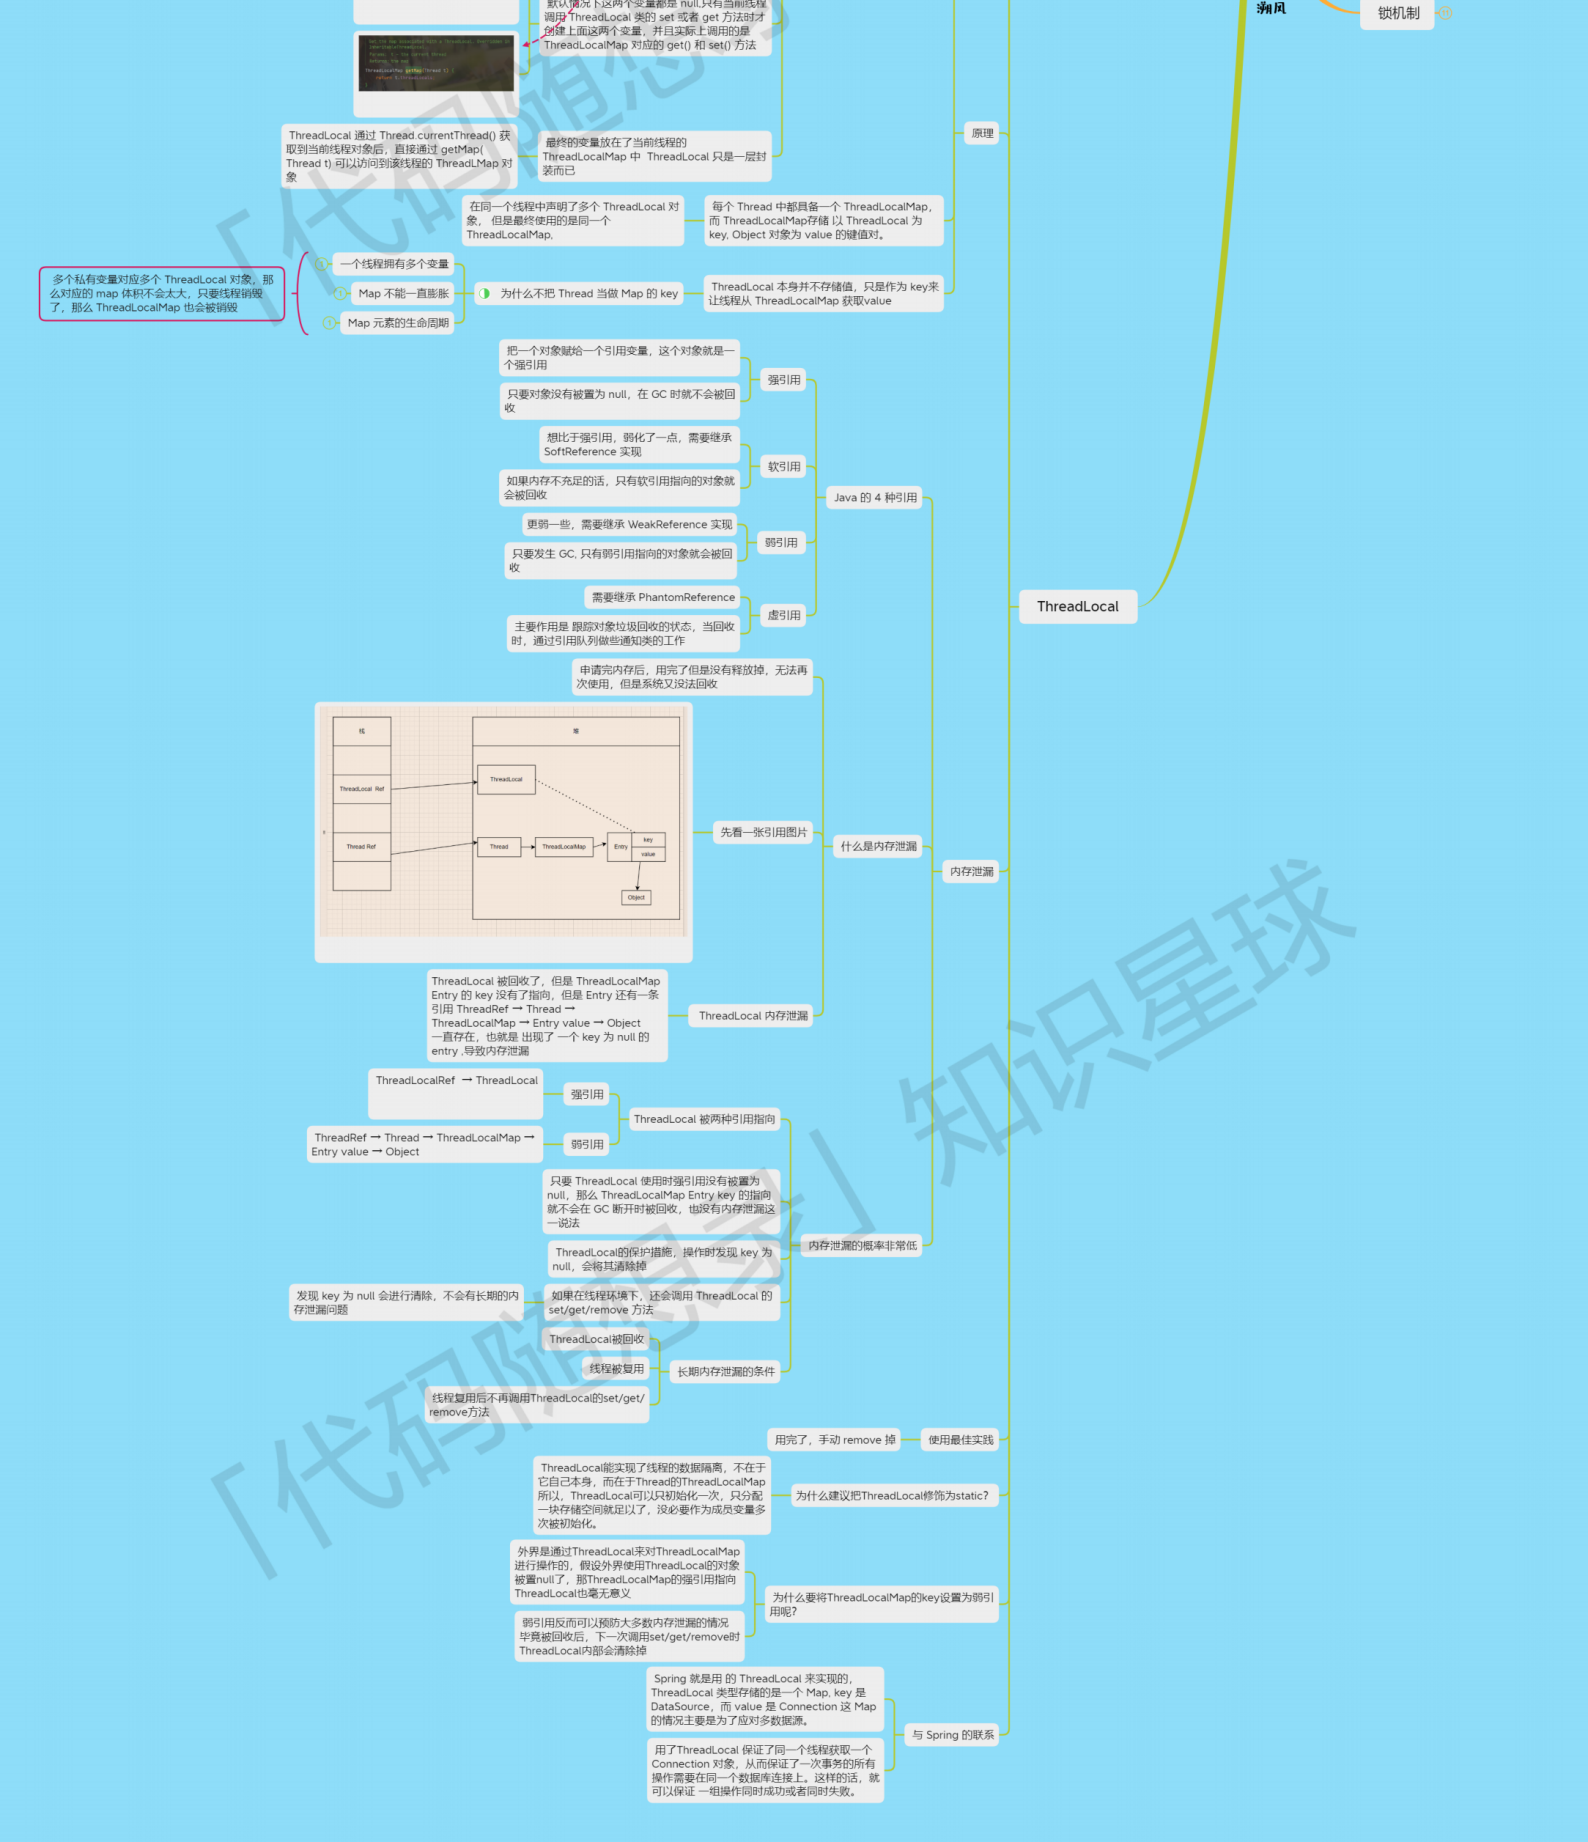 朔风
锁机制
ThreadLocal
原理
默认情况下这两个变量都是 null,只有当前线程
调用 ThreadLocal 类的 set 或者 get 方法时才
创建上面这两个变量，并且实际上调用的是
ThreadLocalMap 对应的 get() 和 set() 方法
最终的变量放在了当前线程的
ThreadLocalMap 中 ThreadLocal 只是一层封
装而已
ThreadLocal 通过 Thread.currentThread() 获
取到当前线程对象后，直接通过 getMap(
Thread t) 可以访问到该线程的 ThreadLMap 对
象
每个 Thread 中都具备一个 ThreadLocalMap，
而 ThreadLocalMap存储 以 ThreadLocal 为
key, Object 对象为 value 的键值对。
在同一个线程中声明了多个 ThreadLocal 对
象， 但是最终使用的是同一个
ThreadLocalMap,
ThreadLocal 本身并不存储值，只是作为 key来
让线程从 ThreadLocalMap 获取value
为什么不把 Thread 当做 Map 的 key
一个线程拥有多个变量
Map 不能一直膨胀
Map 元素的生命周期
多个私有变量对应多个 ThreadLocal 对象，那
么对应的 map 体积不会太大，只要线程销毁
了，那么 ThreadLocalMap 也会被销毁
内存泄漏
Java 的 4 种引用
强引用
把一个对象赋给一个引用变量，这个对象就是一
个强引用
只要对象没有被置为 null，在 GC 时就不会被回
收
软引用
想比于强引用，弱化了一点，需要继承
SoftReference 实现
如果内存不充足的话，只有软引用指向的对象就
会被回收
弱引用
更弱一些，需要继承 WeakReference 实现
只要发生 GC, 只有弱引用指向的对象就会被回
收
虚引用
需要继承 PhantomReference
主要作用是 跟踪对象垃圾回收的状态，当回收
时，通过引用队列做些通知类的工作
什么是内存泄漏
申请完内存后，用完了但是没有释放掉，无法再
次使用，但是系统又没法回收
先看一张引用图片
栈
堆
ThreadLocal Ref
ThreadLocal
Thread Ref
Thread
ThreadLocalMap
Entry
key
value
Object
ThreadLocal 内存泄漏
ThreadLocal 被回收了，但是 ThreadLocalMap
Entry 的 key 没有了指向，但是 Entry 还有一条
引用 ThreadRef → Thread →
ThreadLocalMap → Entry value → Object
一直存在，也就是 出现了 一个 key 为 null 的
entry ,导致内存泄漏
内存泄漏的概率非常低
ThreadLocal 被两种引用指向
强引用
ThreadLocalRef → ThreadLocal
弱引用
ThreadRef → Thread → ThreadLocalMap →
Entry value → Object
只要 ThreadLocal 使用时强引用没有被置为
null，那么 ThreadLocalMap Entry key 的指向
就不会在 GC 断开时被回收，也没有内存泄漏这
一说法
ThreadLocal的保护措施，操作时发现 key 为
null，会将其清除掉
如果在线程环境下，还会调用 ThreadLocal 的
set/get/remove 方法
发现 key 为 null 会进行清除，不会有长期的内
存泄漏问题
长期内存泄漏的条件
ThreadLocal被回收
线程被复用
线程复用后不再调用ThreadLocal的set/get/
remove方法
使用最佳实践
用完了，手动 remove 掉
为什么建议把ThreadLocal修饰为static？
ThreadLocal能实现了线程的数据隔离，不在于
它自己本身，而在于Thread的ThreadLocalMap
所以，ThreadLocal可以只初始化一次，只分配
一块存储空间就足以了，没必要作为成员变量多
次被初始化。
为什么要将ThreadLocalMap的key设置为弱引
用呢？
外界是通过ThreadLocal来对ThreadLocalMap
进行操作的，假设外界使用ThreadLocal的对象
被置null了，那ThreadLocalMap的强引用指向
ThreadLocal也毫无意义
弱引用反而可以预防大多数内存泄漏的情况
毕竟被回收后，下一次调用set/get/remove时
ThreadLocal内部会清除掉
与 Spring 的联系
Spring 就是用 的 ThreadLocal 来实现的，
ThreadLocal 类型存储的是一个 Map, key 是
DataSource，而 value 是 Connection 这 Map
的情况主要是为了应对多数据源。
用了ThreadLocal 保证了同一个线程获取一个
Connection 对象，从而保证了一次事务的所有
操作需要在同一个数据库连接上。这样的话，就
可以保证 一组操作同时成功或者同时失败。
「代码随想
「代码随想录」知识星球